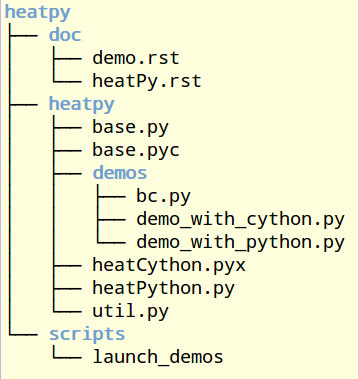 heatpy
├── doc
│   ├── demo.rst
│   └── heatPy.rst
├── heatpy
│   ├── base.py
│   ├── base.pyc
│   ├── demos
│   │   ├── bc.py
│   │   ├── demo_with_cython.py
│   │   └── demo_with_python.py
│   ├── heatCython.pyx
│   ├── heatPython.py
│   └── util.py
└── scripts
    └── launch_demos